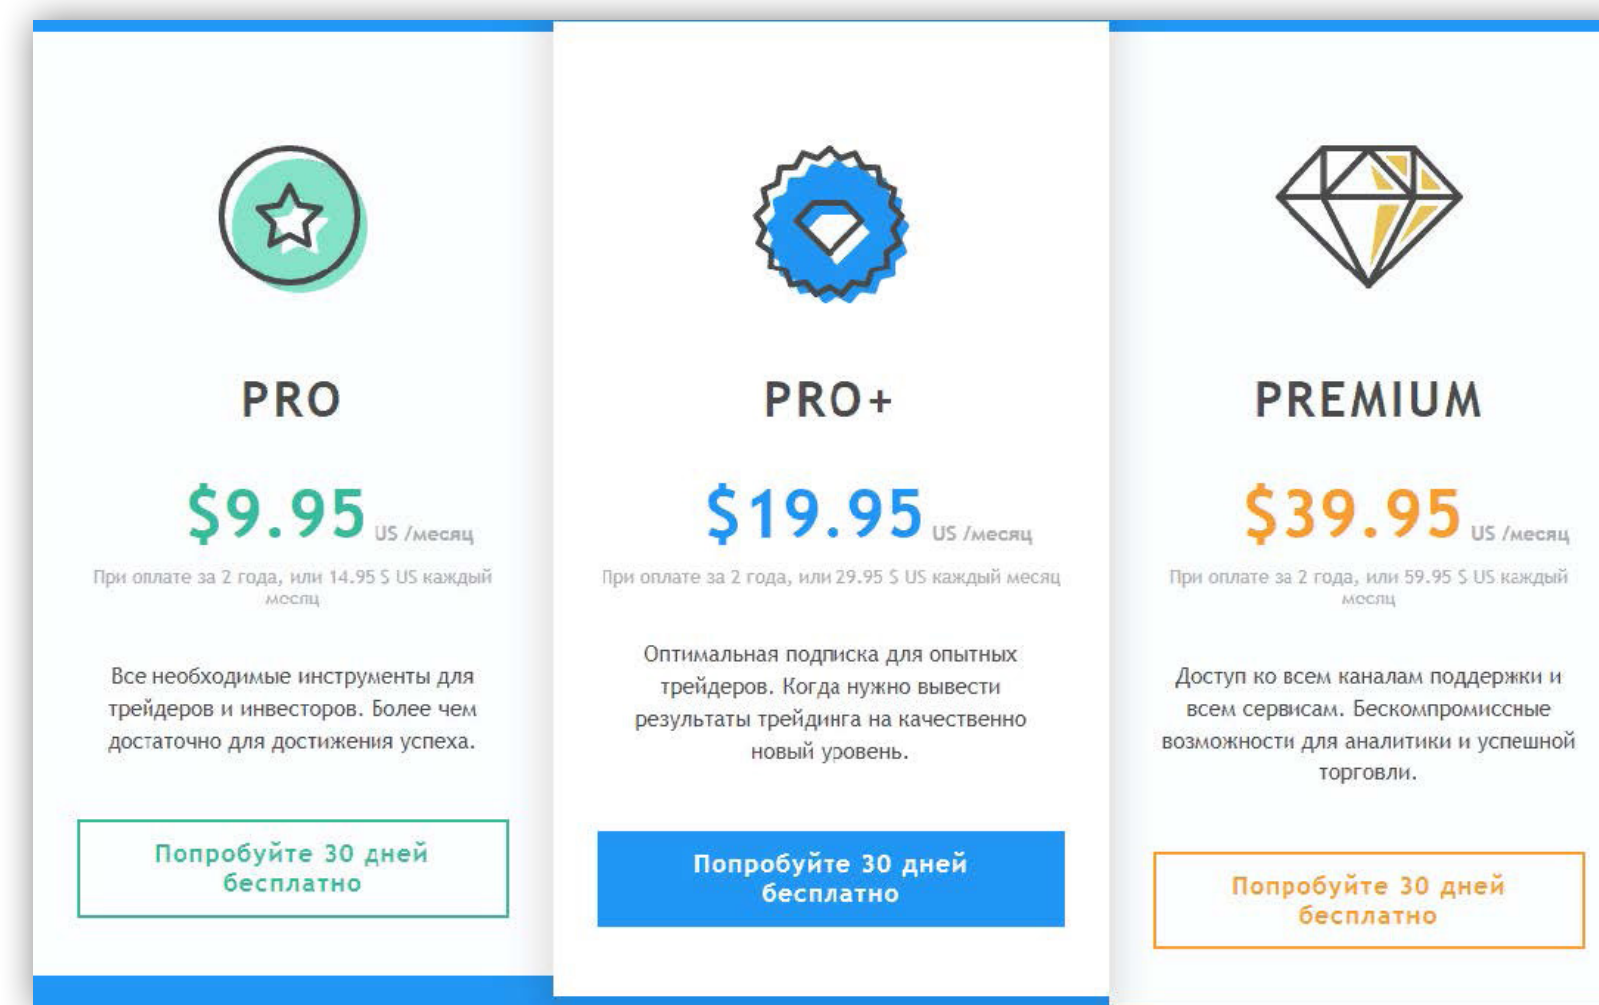 PRO
$9.95 US /месяц
При оплате за 2 года, или 14.95 $ US каждый
месяц
Все необходимые инструменты для
трейдеров и инвесторов. Более чем
достаточно для достижения успеха.
Попробуйте 30 дней
бесплатно
PRO+
$19.95 US /месяц
При оплате за 2 года, или 29.95 $ US каждый месяц
Оптимальная подписка для опытных
трейдеров. Когда нужно вывести
результаты трейдинга на качественно
новый уровень.
Попробуйте 30 дней
бесплатно
PREMIUM
$39.95 US /месяц
При оплате за 2 года, или 59.95 $ US каждый
месяц
Доступ ко всем каналам поддержки и
всем сервисам. Бескомпромиссные
возможности для аналитики и успешной
торговли.
Попробуйте 30 дней
бесплатно